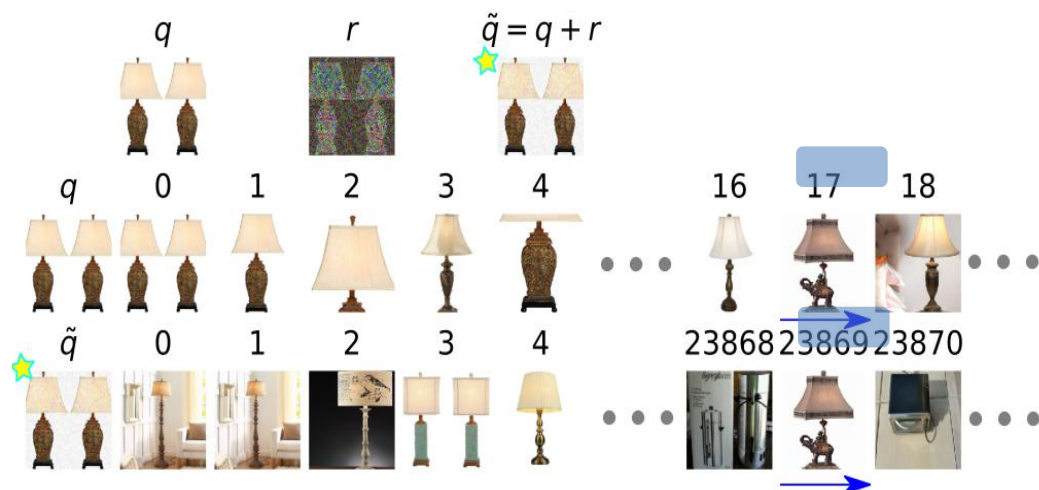 q r q̃ = q + r
q 0 1 2 3 4 16 17 18
q̃ 0 1 2 3 4 23868 23869 23870